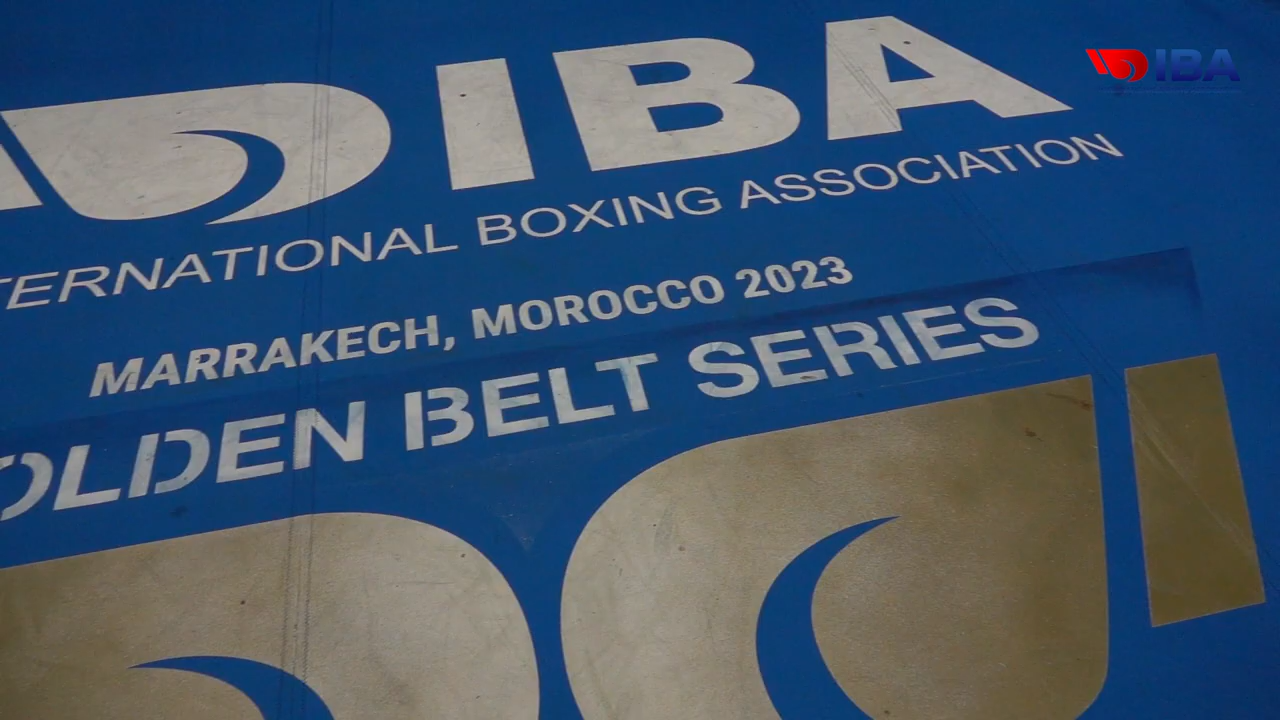 IBA
IBA
TERNATIONAL BOXING ASSOCIATION
MARRAKECH, MOROCCO 2023
OLDEN BELT SERIES